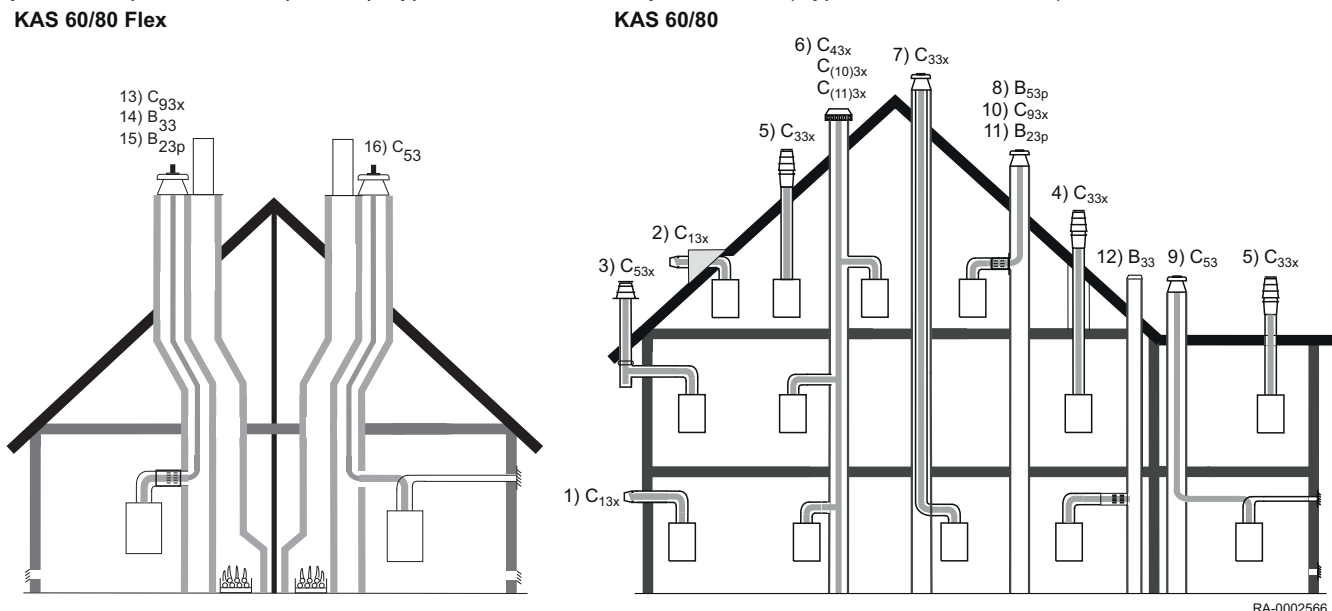 KAS 60/80 Flex
KAS 60/80
13) C93x
14) B33
15) B23p
16) C53
6) C43x
C(10)3x
C(11)3x
7) C33x
8) B53p
10) C93x
11) B23p
5) C33x
4) C33x
2) C13x
3) C53x
12) B33
9) C53
5) C33x
1) C13x
RA-0002566